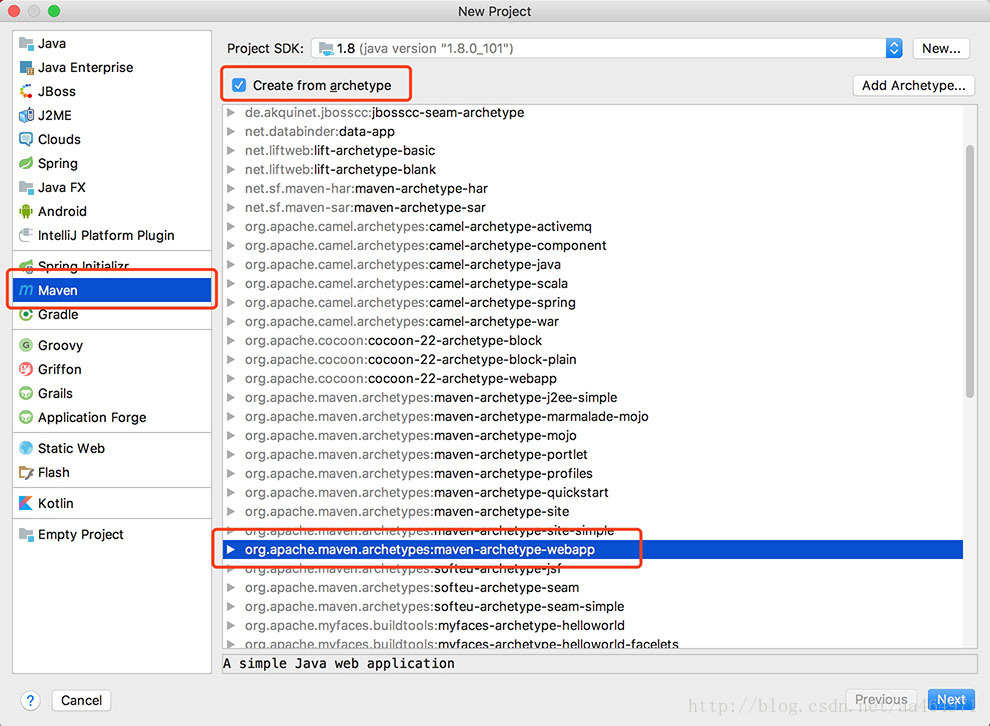 New Project
Java
Java Enterprise
JBoss
J2ME
Clouds
Spring
Java FX
Android
IntelliJ Platform Plugin
Spring Initializr
Maven
Gradle
Groovy
Griffon
Grails
Application Forge
Static Web
Flash
Kotlin
Empty Project
Project SDK: 1.8 (java version "1.8.0_101") New...
Create from archetype Add Archetype...
de.akquinet.jbosscc:jbosscc-seam-archetype
net.databinder:data-app
net.liftweb:lift-archetype-basic
net.liftweb:lift-archetype-blank
net.sf.maven-har:maven-archetype-har
net.sf.maven-sar:maven-archetype-sar
org.apache.camel.archetypes:camel-archetype-activemq
org.apache.camel.archetypes:camel-archetype-component
org.apache.camel.archetypes:camel-archetype-java
org.apache.camel.archetypes:camel-archetype-scala
org.apache.camel.archetypes:camel-archetype-spring
org.apache.camel.archetypes:camel-archetype-war
org.apache.cocoon:cocoon-22-archetype-block
org.apache.cocoon:cocoon-22-archetype-block-plain
org.apache.cocoon:cocoon-22-archetype-webapp
org.apache.maven.archetypes:maven-archetype-j2ee-simple
org.apache.maven.archetypes:maven-archetype-marmalade-mojo
org.apache.maven.archetypes:maven-archetype-mojo
org.apache.maven.archetypes:maven-archetype-portlet
org.apache.maven.archetypes:maven-archetype-profiles
org.apache.maven.archetypes:maven-archetype-quickstart
org.apache.maven.archetypes:maven-archetype-site
org.apache.maven.archetypes:maven-archetype-site-simple
org.apache.maven.archetypes:maven-archetype-webapp
org.apache.maven.archetypes:softeu-archetype-jsf
org.apache.maven.archetypes:softeu-archetype-seam
org.apache.maven.archetypes:softeu-archetype-seam-simple
org.apache.myfaces.buildtools:myfaces-archetype-helloworld
org.apache.myfaces.buildtools:myfaces-archetype-helloworld-facelets
A simple Java web application
? Cancel Previous Next